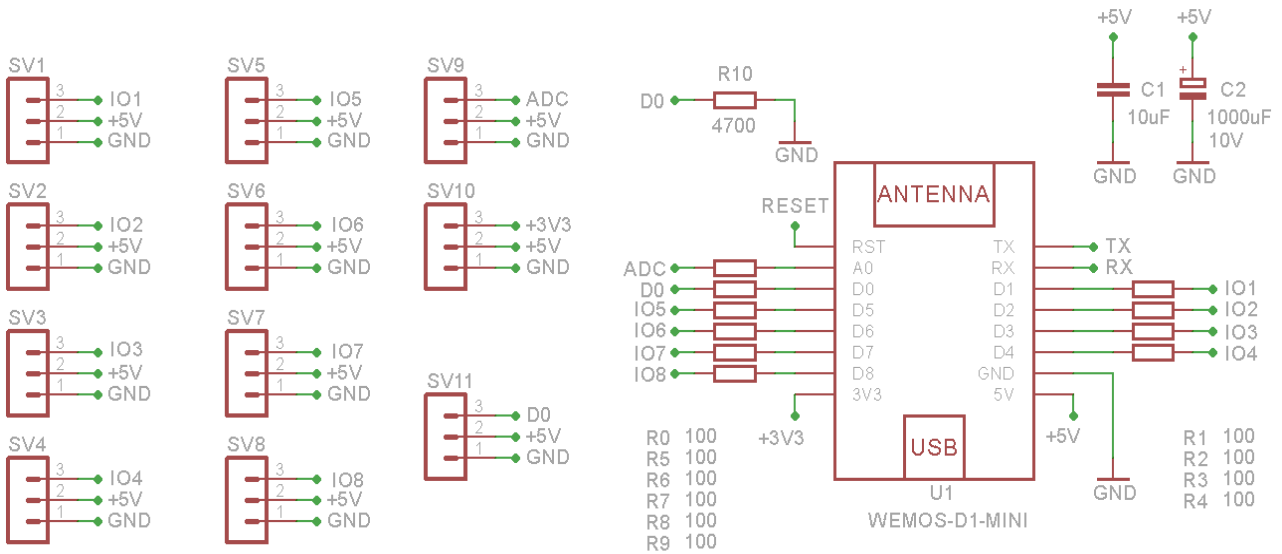 SV1
3 IO1
2 +5V
1 GND
SV2
3 IO2
2 +5V
1 GND
SV3
3 IO3
2 +5V
1 GND
SV4
3 IO4
2 +5V
1 GND
SV5
3 IO5
2 +5V
1 GND
SV6
3 IO6
2 +5V
1 GND
SV7
3 IO7
2 +5V
1 GND
SV8
3 IO8
2 +5V
1 GND
SV9
3 ADC
2 +5V
1 GND
SV10
3 +3V3
2 +5V
1 GND
SV11
3 D0
2 +5V
1 GND
R10
D0
4700
GND
+5V
+
C1
10uF
GND
+5V
C2
1000uF
10V
GND
ANTENNA
RESET
RST TX TX
ADC A0 RX RX
D0 D0 D1 IO1
IO5 D5 D2 IO2
IO6 D6 D3 IO3
IO7 D7 D4 IO4
IO8 D8 GND
3V3 5V
+3V3
+5V
USB
GND
U1
WEMOS-D1-MINI
R0 100
R5 100
R6 100
R7 100
R8 100
R9 100
R1 100
R2 100
R3 100
R4 100